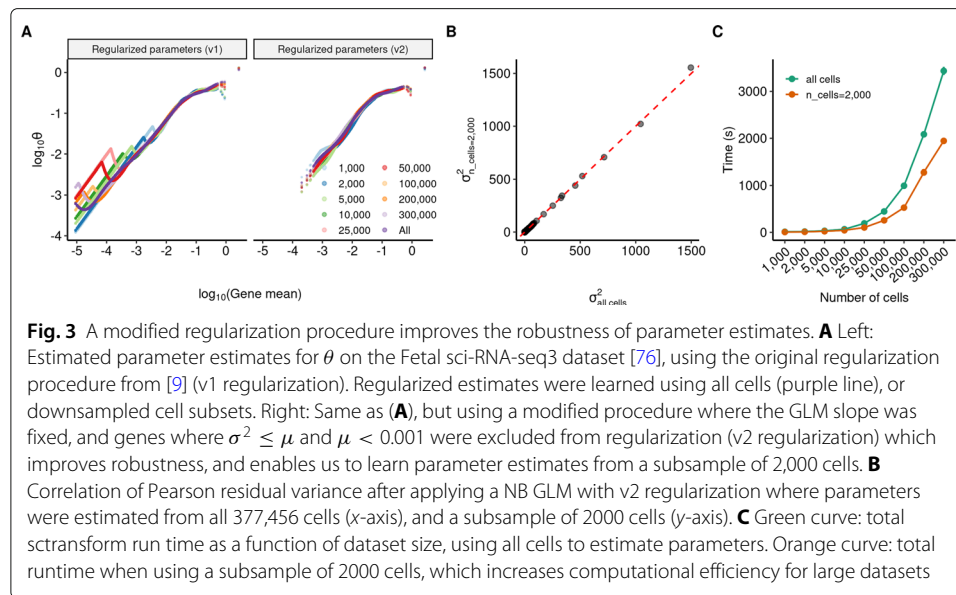 A
Regularized parameters (v1)
Regularized parameters (v2)
log₁₀θ
0
-1
-2
-3
-4
1,000
2,000
5,000
10,000
25,000
50,000
100,000
200,000
300,000
All
-5 -4 -3 -2 -1 0
-5 -4 -3 -2 -1 0
log₁₀(Gene mean)
B
σ²n_cells=2,000
1500
1000
500
0
0 500 1000 1500
σ²all cells
C
all cells
n_cells=2,000
Time (s)
3000
2000
1000
0
1,000 2,000 5,000 10,000 25,000 50,000 100,000 200,000 300,000
Number of cells
Fig. 3 A modified regularization procedure improves the robustness of parameter estimates. A Left:
Estimated parameter estimates for θ on the Fetal sci-RNA-seq3 dataset [76], using the original regularization
procedure from [9] (v1 regularization). Regularized estimates were learned using all cells (purple line), or
downsampled cell subsets. Right: Same as (A), but using a modified procedure where the GLM slope was
fixed, and genes where σ² ≤ μ and μ < 0.001 were excluded from regularization (v2 regularization) which
improves robustness, and enables us to learn parameter estimates from a subsample of 2,000 cells. B
Correlation of Pearson residual variance after applying a NB GLM with v2 regularization where parameters
were estimated from all 377,456 cells (x-axis), and a subsample of 2000 cells (y-axis). C Green curve: total
sctransform run time as a function of dataset size, using all cells to estimate parameters. Orange curve: total
runtime when using a subsample of 2000 cells, which increases computational efficiency for large datasets